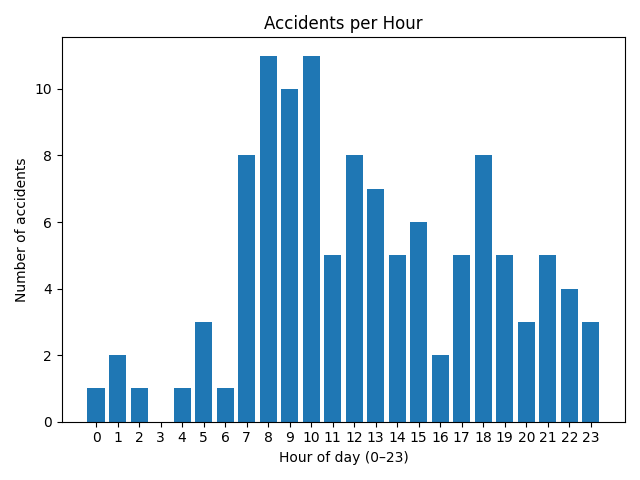 Accidents per Hour
Number of accidents
10
8
6
4
2
0
0 1 2 3 4 5 6 7 8 9 10 11 12 13 14 15 16 17 18 19 20 21 22 23
Hour of day (0–23)